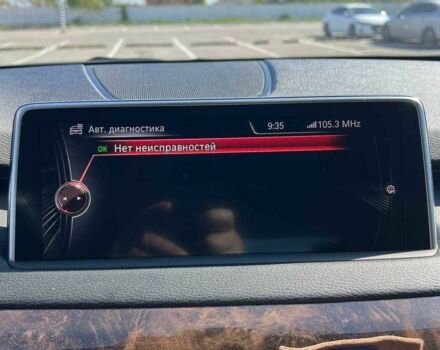 Авт. диагностика
9:35
105.3 MHz
OK Нет неисправностей